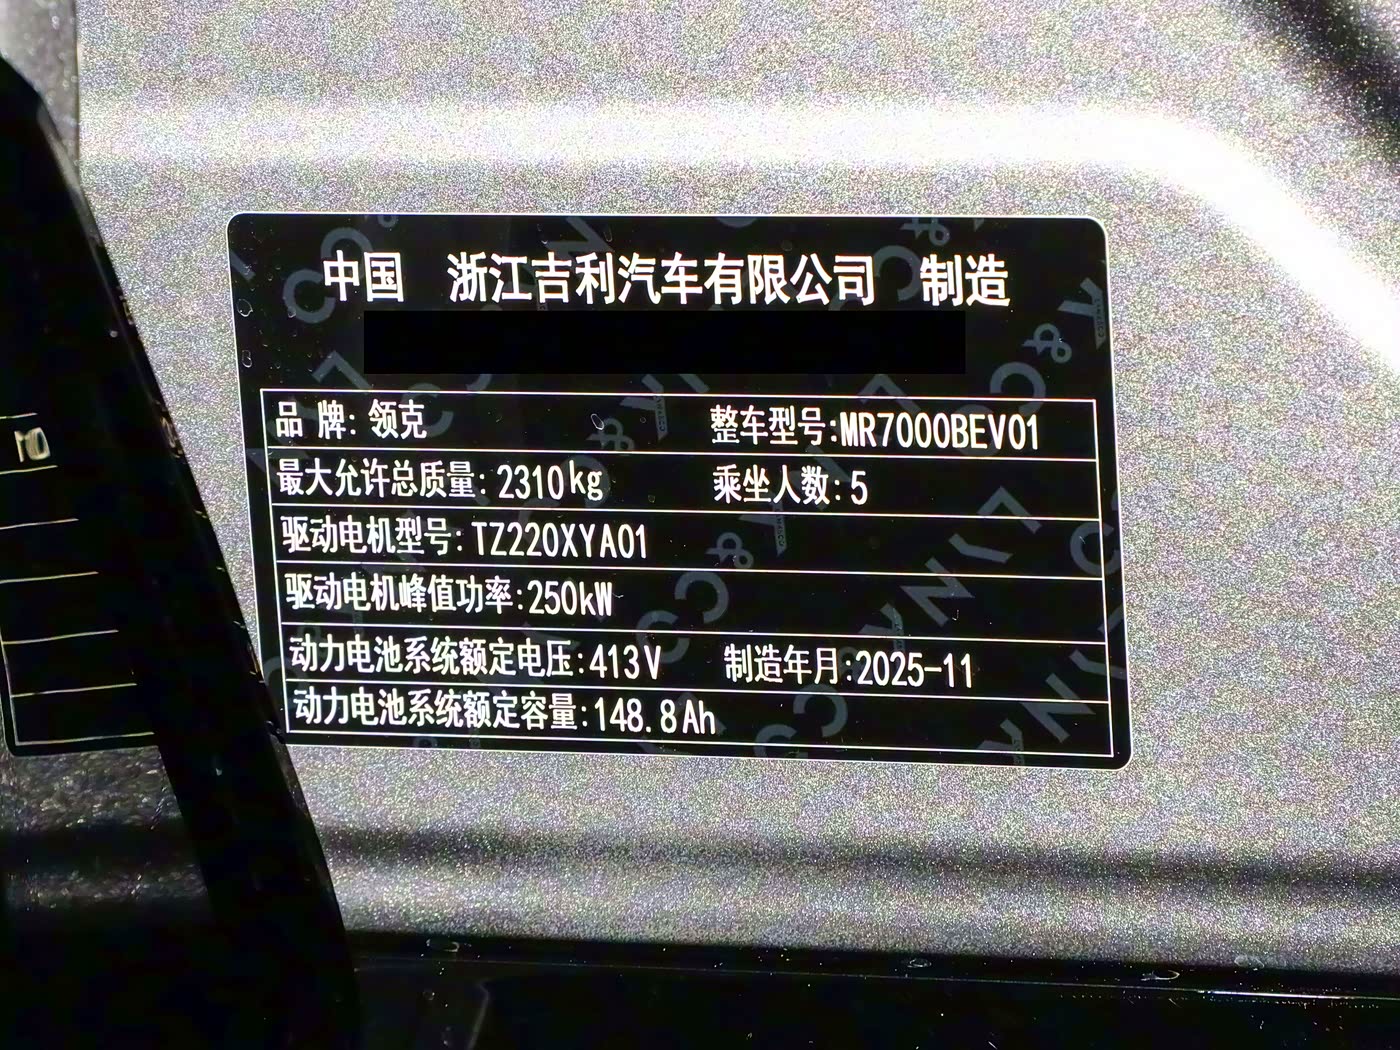 中国 浙江吉利汽车有限公司 制造
品 牌: 领克 整车型号:MR7000BEV01
最大允许总质量: 2310kg 乘坐人数: 5
驱动电机型号: TZ220XYA01
驱动电机峰值功率:250kW
动力电池系统额定电压:413V 制造年月:2025-11
动力电池系统额定容量:148.8Ah